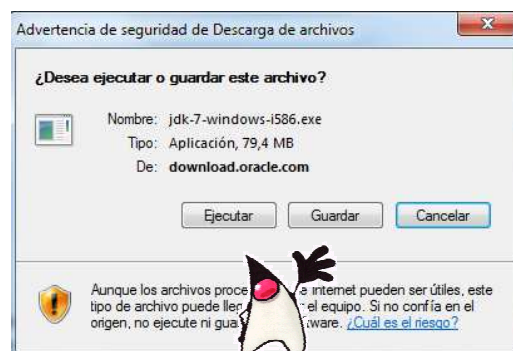 Advertencia de seguridad de Descarga de archivos
¿Desea ejecutar o guardar este archivo?
Nombre: jdk-7-windows-i586.exe
Tipo: Aplicación, 79,4 MB
De: download.oracle.com
Ejecutar Guardar Cancelar
Aunque los archivos proce Internet pueden ser útiles, este
tipo de archivo puede el equipo. Si no confía en el
origen, no ejecute ni ¿Cuál es el riesgo?